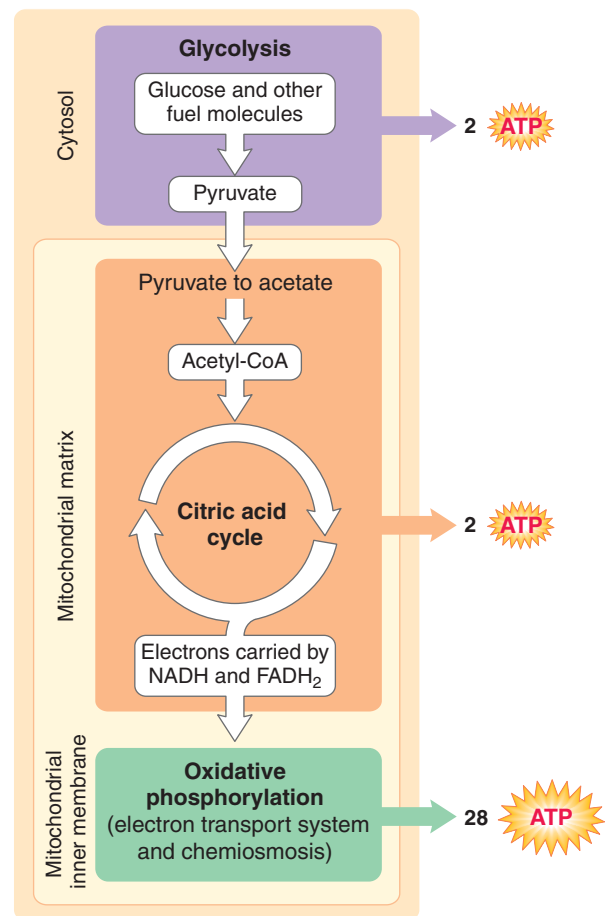 Glycolysis
Glucose and other
fuel molecules
2 ATP
Cytosol
Pyruvate
Pyruvate to acetate
Acetyl-CoA
Citric acid
cycle
2 ATP
Mitochondrial matrix
Electrons carried by
NADH and FADH2
Oxidative
phosphorylation
(electron transport system
and chemiosmosis)
28 ATP
Mitochondrial
inner membrane